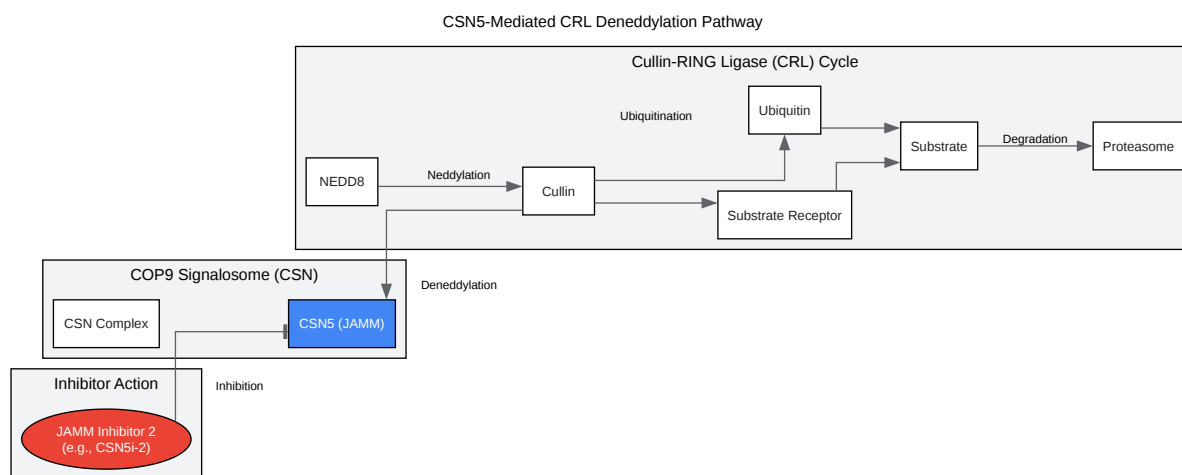 CSN5-Mediated CRL Deneddylation Pathway
Cullin-RING Ligase (CRL) Cycle
Ubiquitin
Ubiquitination
Substrate
Degradation
Proteasome
NEDD8
Neddylation
Cullin
Substrate Receptor
COP9 Signalosome (CSN)
Deneddylation
CSN Complex
CSN5 (JAMM)
Inhibitor Action
Inhibition
JAMM Inhibitor 2
(e.g., CSN5i-2)